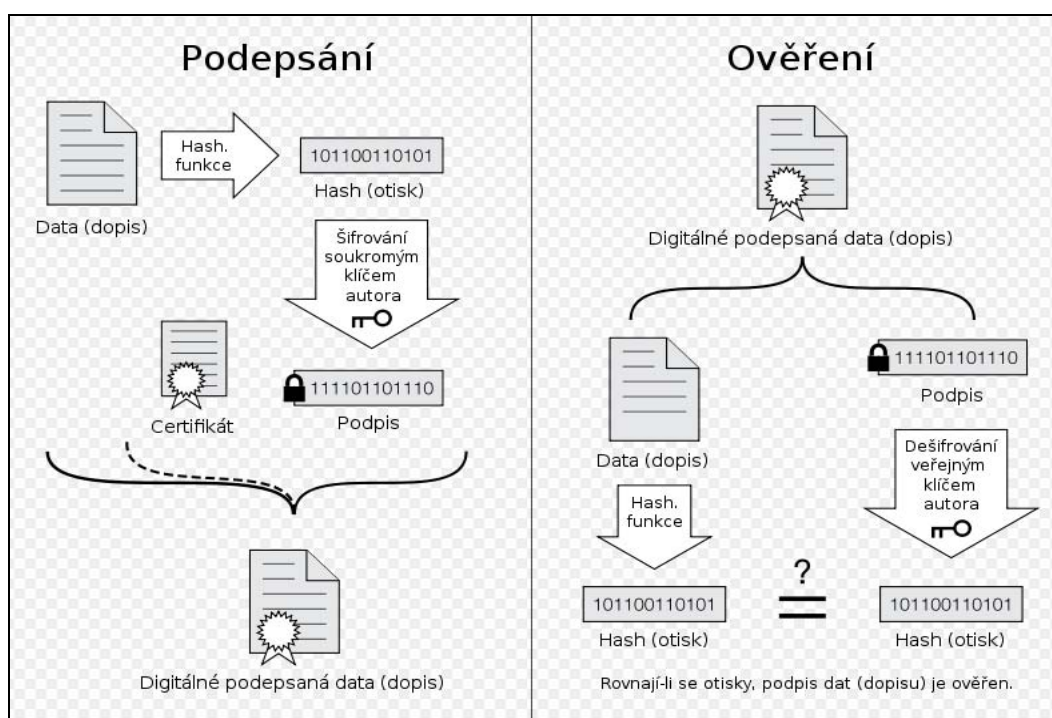 Podepsání
Hash.
funkce
101100110101
Hash (otisk)
Data (dopis)
Šifrování
soukromým
klíčem
autora
Certifikát
111101101110
Podpis
Digitálné podepsaná data (dopis)
Ověření
Digitálné podepsaná data (dopis)
111101101110
Podpis
Data (dopis)
Dešifrování
veřejným
klíčem
autora
Hash.
funkce
?
101100110101
101100110101
Hash (otisk)
Hash (otisk)
Rovnají-li se otisky, podpis dat (dopisu) je ověřen.